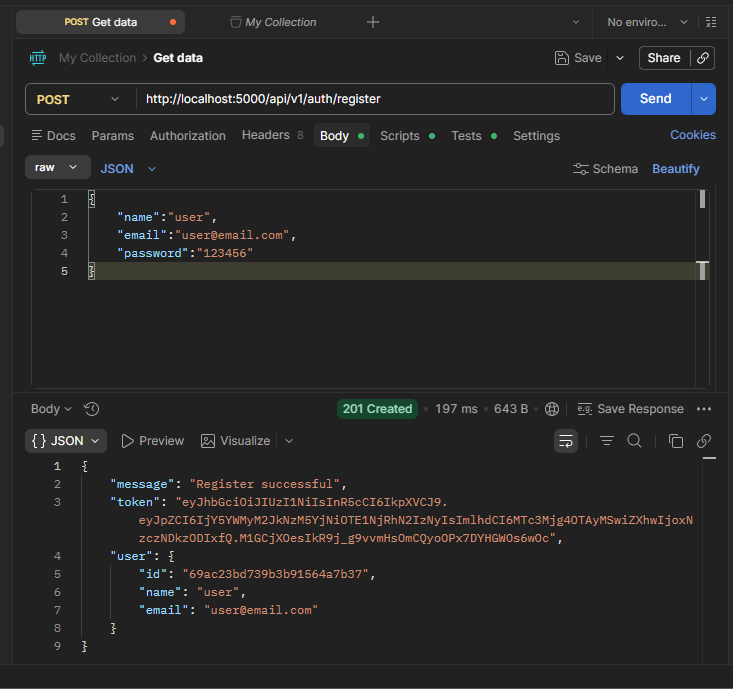 POST Get data
My Collection
No enviro...
HTTP My Collection > Get data
Save
Share
POST
http://localhost:5000/api/v1/auth/register
Send
Docs Params Authorization Headers 8 Body Scripts Tests Settings Cookies
raw JSON Schema Beautify
1 {
2 "name":"user",
3 "email":"user@email.com",
4 "password":"123456"
5 }
Body 201 Created 197 ms 643 B e.g. Save Response
{} JSON Preview Visualize
1 {
2 "message": "Register successful",
3 "token": "eyJhbGciOiJIUzI1NiIsInR5cCI6IkpXVCJ9.
eyJpZCI6IjY5YWMyM2JkNzM5YjNiOTE1NjRhN2IzNyIsImlhdCI6MTc3Mjg4OTAyMSwiZXhwIjoxN
zczNDkzODIxfQ.M1GCjXOesIkR9j_g9vvmHsOmCQyoOPx7DYHGWOs6wOc",
4 "user": {
5 "id": "69ac23bd739b3b91564a7b37",
6 "name": "user",
7 "email": "user@email.com"
8 }
9 }